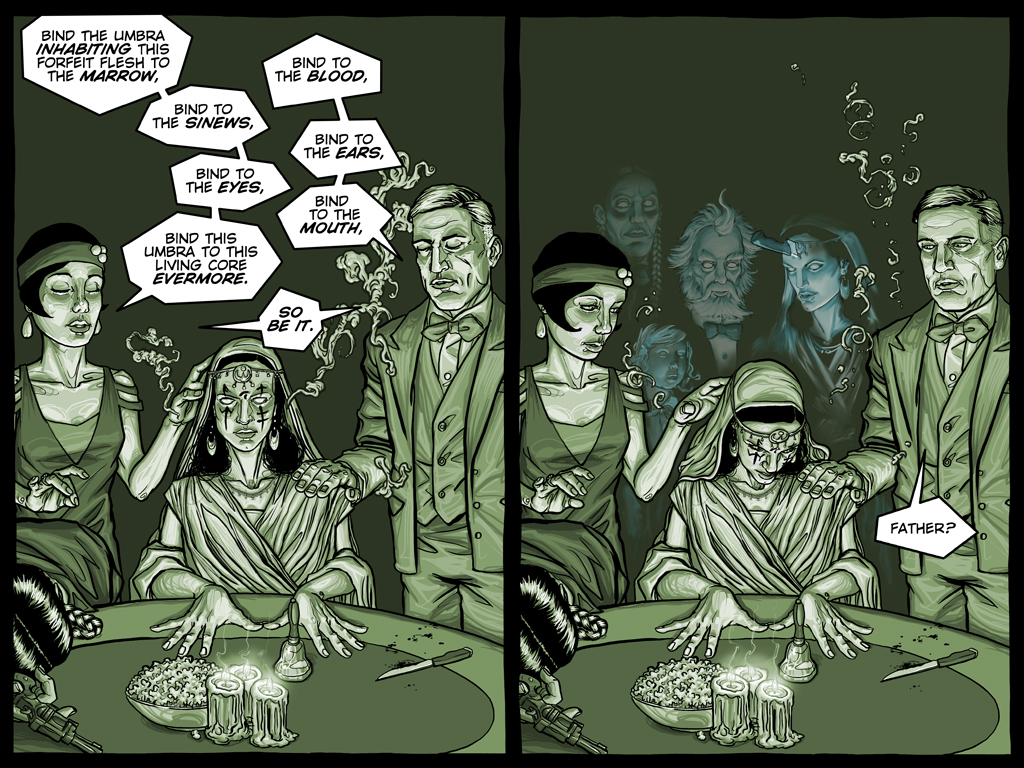 BIND THE UMBRA
INHABITING THIS
FORFEIT FLESH TO
THE MARROW,
BIND TO
THE SINEWS,
BIND TO
THE EYES,
BIND THIS
UMBRA TO THIS
LIVING CORE
EVERMORE.
BIND TO
THE BLOOD,
BIND TO
THE EARS,
BIND
TO THE
MOUTH,
SO
BE IT.
FATHER?